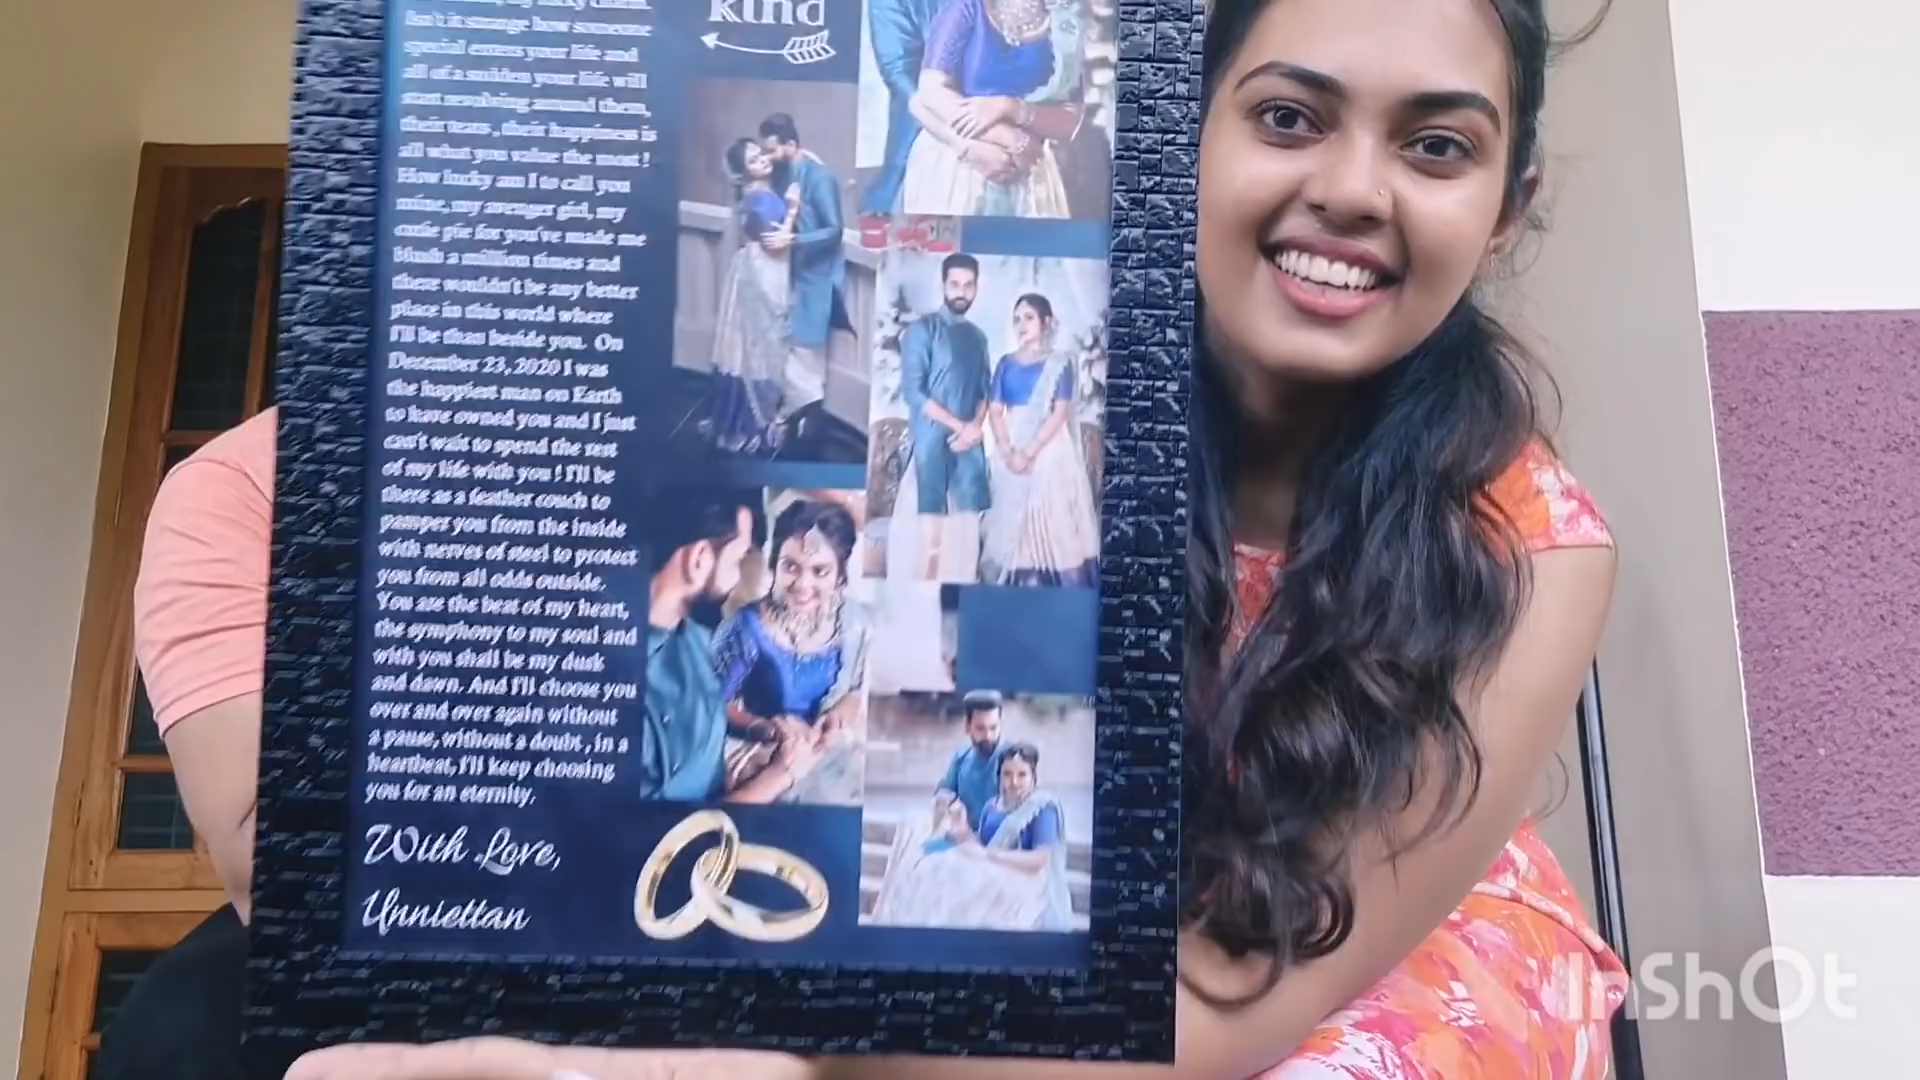 Isn't it strange how someone
special enters your life and
all of a sudden your life will
start revolving around them,
their tears, their happiness is
all what you value the most !
How lucky am I to call you
mine, my avenger girl, my
cutie pie for you've made me
blush a million times and
there wouldn't be any better
place in this world where
I'll be than beside you. On
December 23, 2020 I was
the happiest man on Earth
to have owned you and I just
can't wait to spend the rest
of my life with you ! I'll be
there as a feather couch to
pamper you from the inside
with nerves of steel to protect
you from all odds outside.
You are the beat of my heart,
the symphony to my soul and
with you shall be my dusk
and dawn. And I'll choose you
over and over again without
a pause, without a doubt , in a
heartbeat, I'll keep choosing
you for an eternity.
With Love,
Unniettan
kind
InShOt